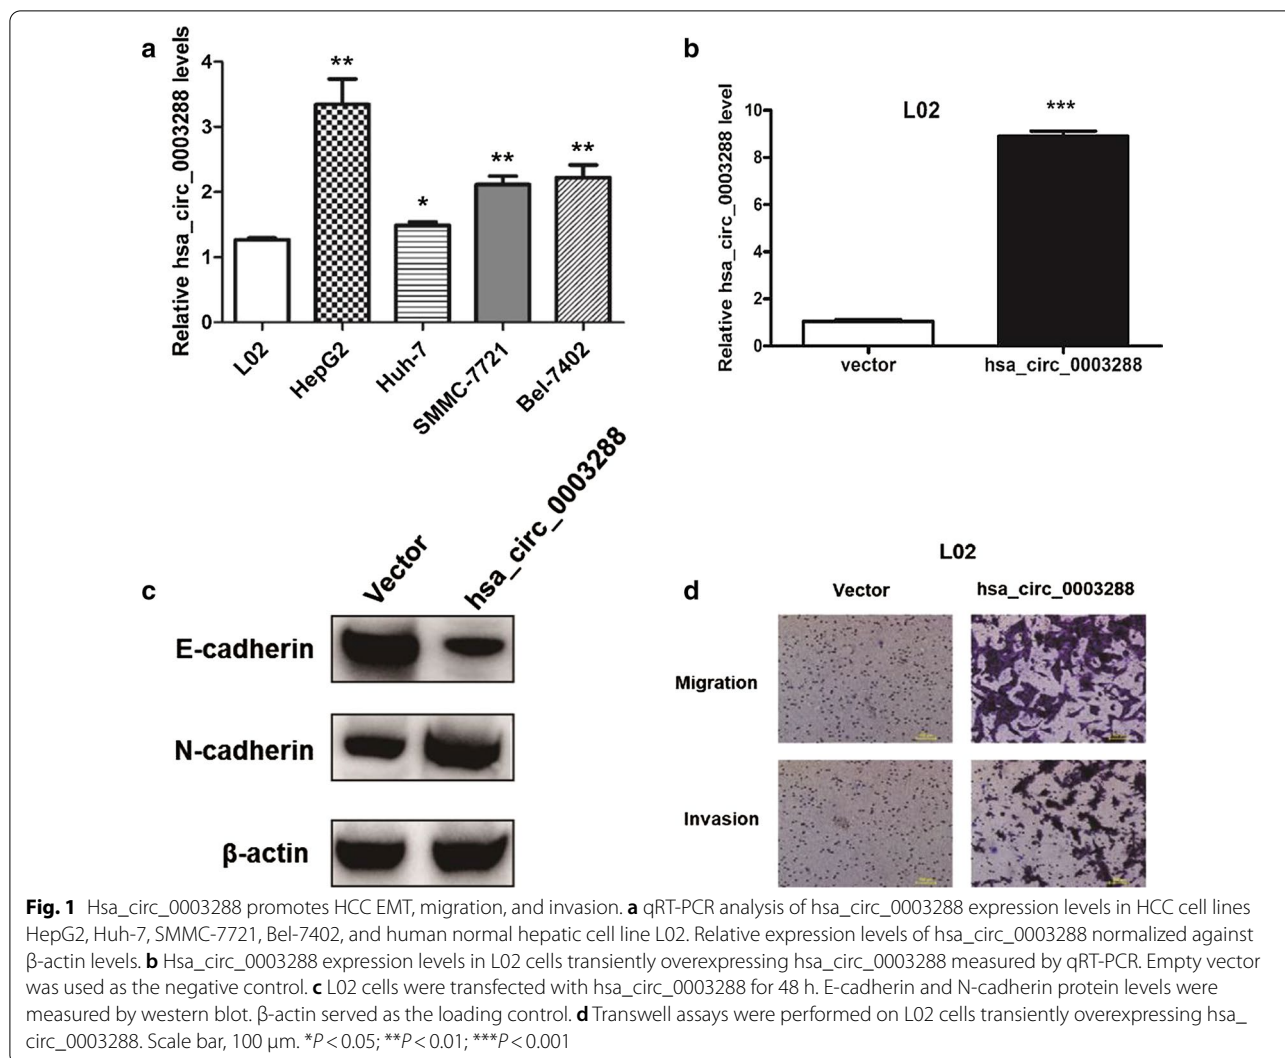 a
Relative hsa_circ_0003288 levels
4
3
2
1
0
**
*
**
**
L02
HepG2
Huh-7
SMMC-7721
Bel-7402
b
Relative hsa_circ_0003288 level
10
8
6
4
2
0
L02
***
vector
hsa_circ_0003288
c
Vector
hsa_circ_0003288
E-cadherin
N-cadherin
β-actin
d
L02
Vector
hsa_circ_0003288
Migration
Invasion
Fig. 1 Hsa_circ_0003288 promotes HCC EMT, migration, and invasion. a qRT-PCR analysis of hsa_circ_0003288 expression levels in HCC cell lines
HepG2, Huh-7, SMMC-7721, Bel-7402, and human normal hepatic cell line L02. Relative expression levels of hsa_circ_0003288 normalized against
β-actin levels. b Hsa_circ_0003288 expression levels in L02 cells transiently overexpressing hsa_circ_0003288 measured by qRT-PCR. Empty vector
was used as the negative control. c L02 cells were transfected with hsa_circ_0003288 for 48 h. E-cadherin and N-cadherin protein levels were
measured by western blot. β-actin served as the loading control. d Transwell assays were performed on L02 cells transiently overexpressing hsa_
circ_0003288. Scale bar, 100 μm. *P < 0.05; **P < 0.01; ***P < 0.001